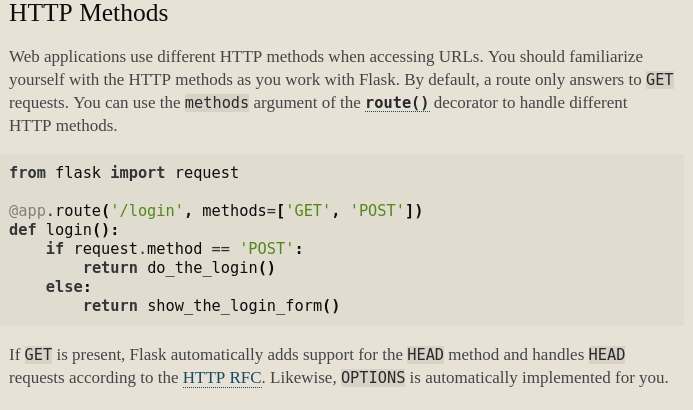 HTTP Methods
Web applications use different HTTP methods when accessing URLs. You should familiarize
yourself with the HTTP methods as you work with Flask. By default, a route only answers to GET
requests. You can use the methods argument of the route() decorator to handle different
HTTP methods.
from flask import request
@app.route('/login', methods=['GET', 'POST'])
def login():
    if request.method == 'POST':
        return do_the_login()
    else:
        return show_the_login_form()
If GET is present, Flask automatically adds support for the HEAD method and handles HEAD
requests according to the HTTP RFC. Likewise, OPTIONS is automatically implemented for you.